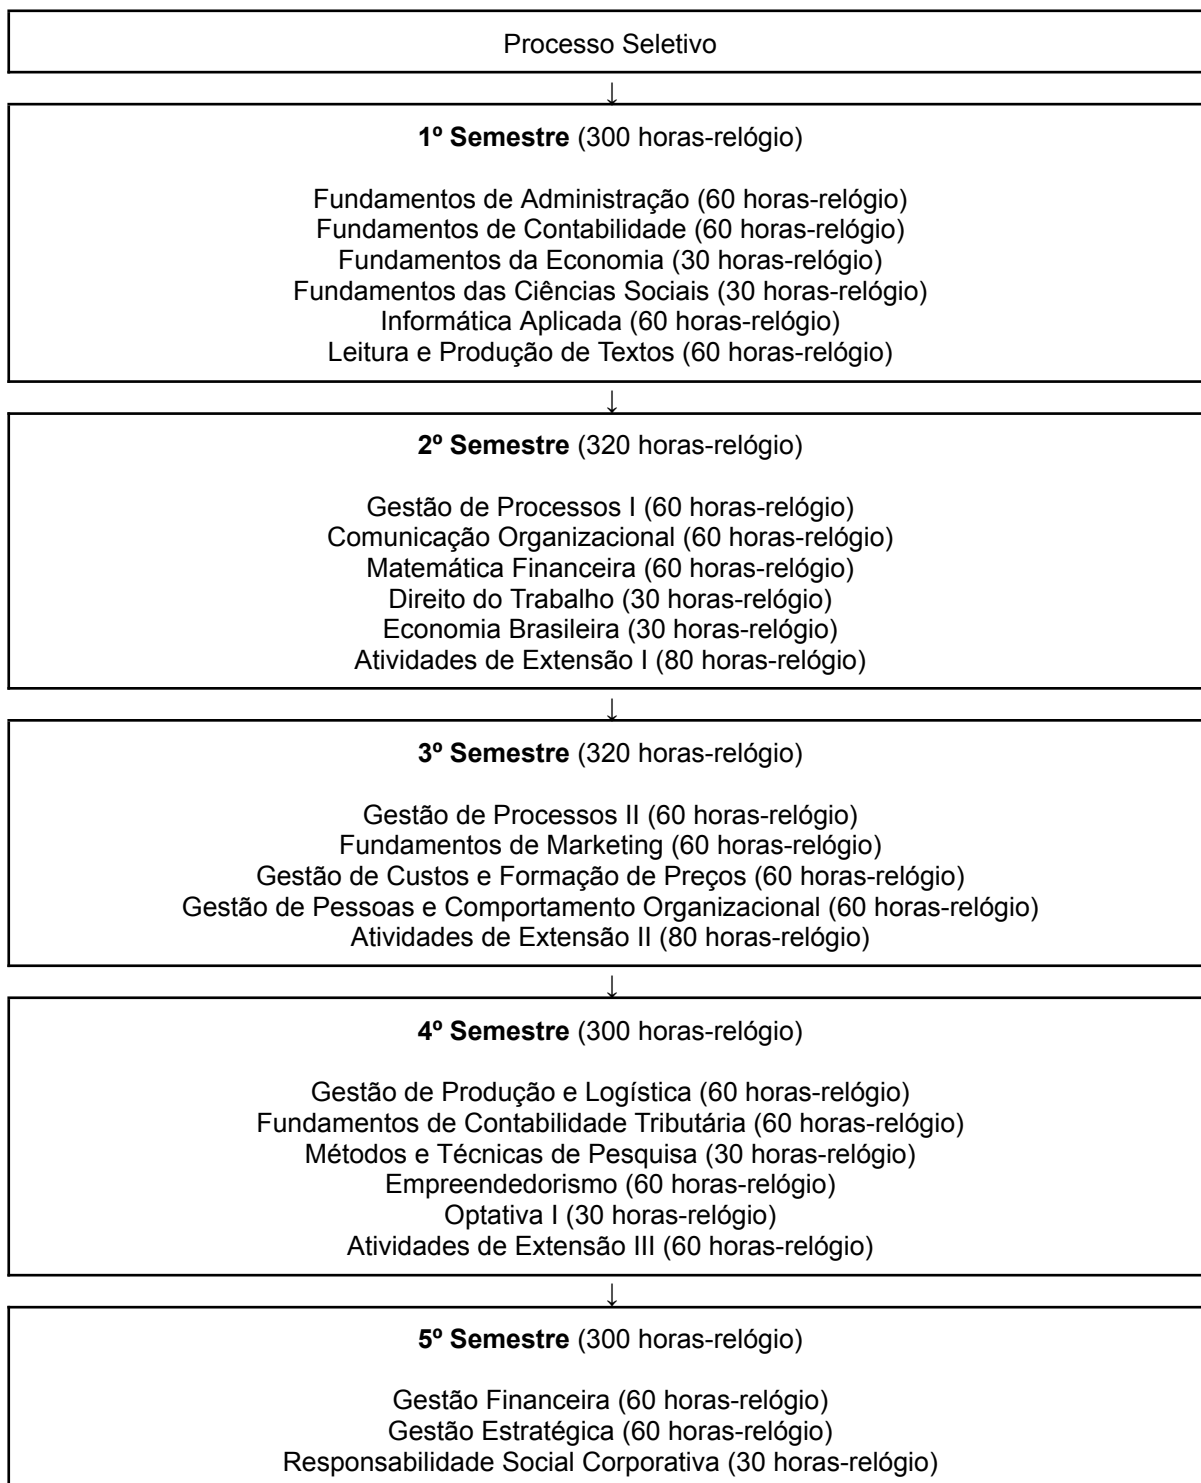 Processo Seletivo
↓
1º Semestre (300 horas-relógio)
Fundamentos de Administração (60 horas-relógio)
Fundamentos de Contabilidade (60 horas-relógio)
Fundamentos da Economia (30 horas-relógio)
Fundamentos das Ciências Sociais (30 horas-relógio)
Informática Aplicada (60 horas-relógio)
Leitura e Produção de Textos (60 horas-relógio)
↓
2º Semestre (320 horas-relógio)
Gestão de Processos I (60 horas-relógio)
Comunicação Organizacional (60 horas-relógio)
Matemática Financeira (60 horas-relógio)
Direito do Trabalho (30 horas-relógio)
Economia Brasileira (30 horas-relógio)
Atividades de Extensão I (80 horas-relógio)
↓
3º Semestre (320 horas-relógio)
Gestão de Processos II (60 horas-relógio)
Fundamentos de Marketing (60 horas-relógio)
Gestão de Custos e Formação de Preços (60 horas-relógio)
Gestão de Pessoas e Comportamento Organizacional (60 horas-relógio)
Atividades de Extensão II (80 horas-relógio)
↓
4º Semestre (300 horas-relógio)
Gestão de Produção e Logística (60 horas-relógio)
Fundamentos de Contabilidade Tributária (60 horas-relógio)
Métodos e Técnicas de Pesquisa (30 horas-relógio)
Empreendedorismo (60 horas-relógio)
Optativa I (30 horas-relógio)
Atividades de Extensão III (60 horas-relógio)
↓
5º Semestre (300 horas-relógio)
Gestão Financeira (60 horas-relógio)
Gestão Estratégica (60 horas-relógio)
Responsabilidade Social Corporativa (30 horas-relógio)